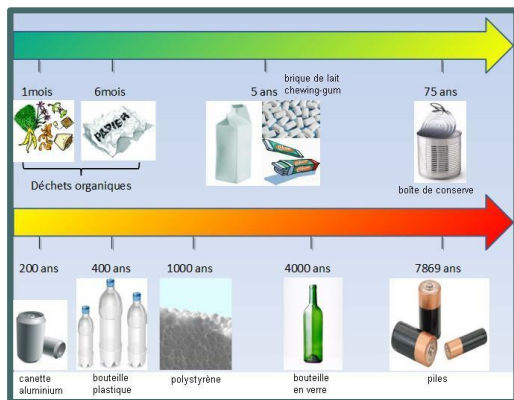 1mois 6mois 5 ans 75 ans
brique de lait
chewing-gum
PAPIER
Déchets organiques
boîte de conserve
200 ans 400 ans 1000 ans 4000 ans 7869 ans
canette
aluminium
bouteille
plastique
polystyrène
bouteille
en verre
piles